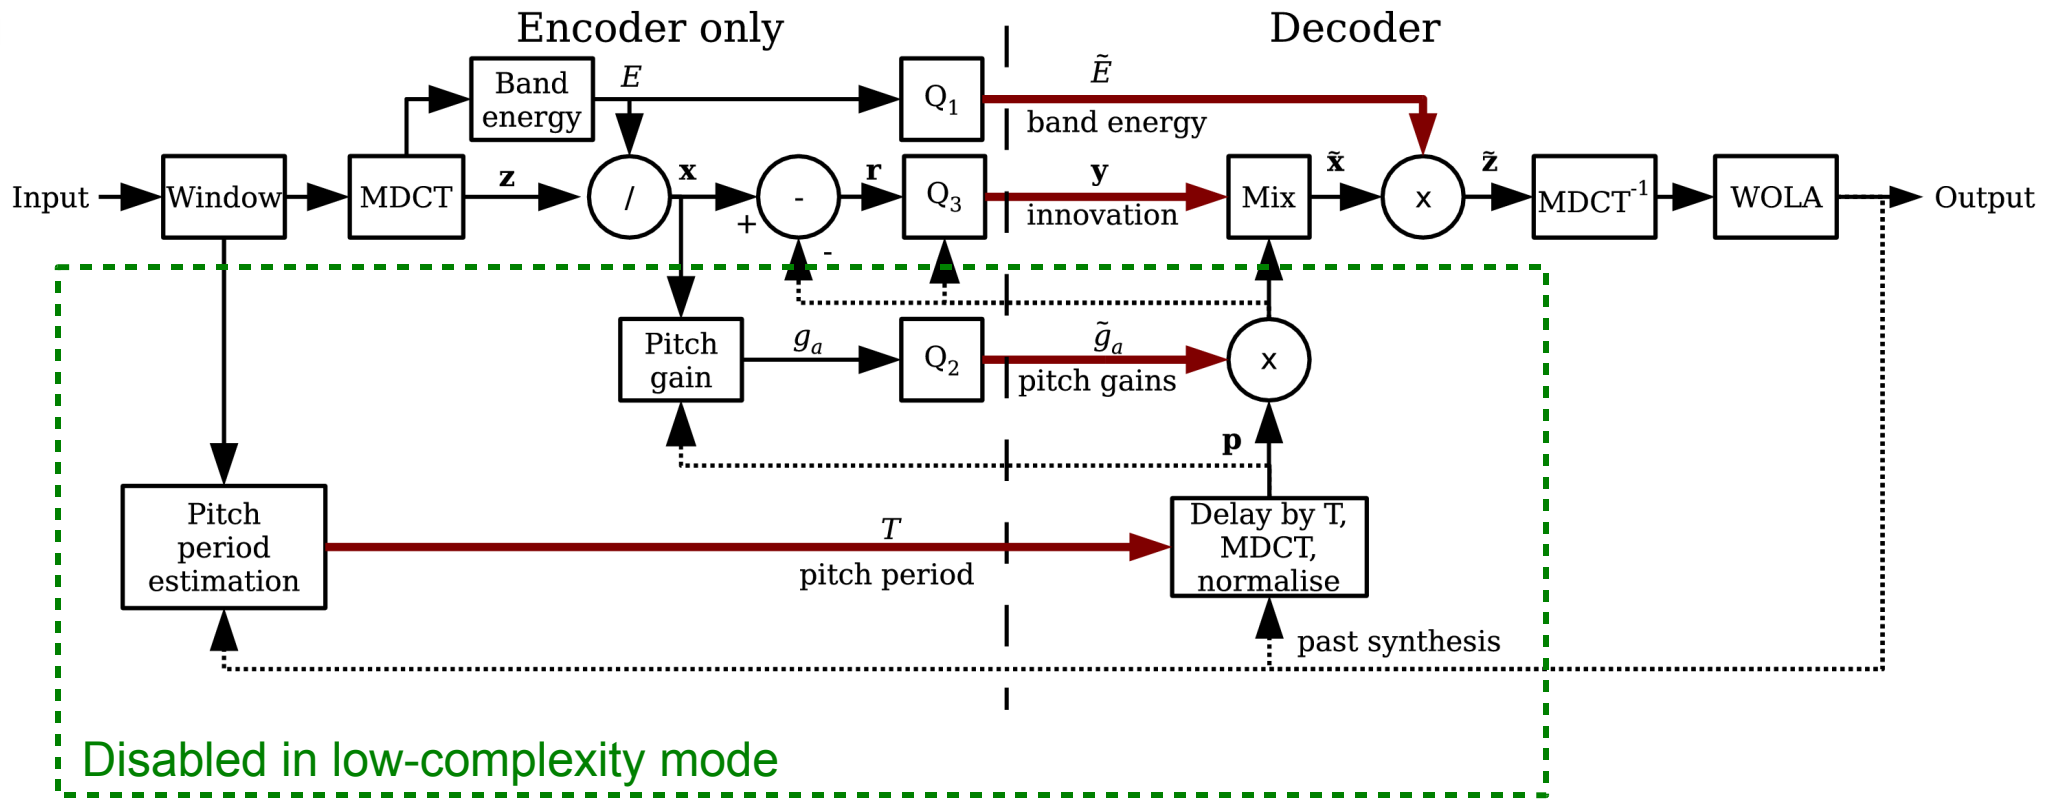 Encoder only
Decoder
Band
energy
E
Q1
Ẽ
band energy
Input
Window
MDCT
z
/
x
+
-
-
r
Q3
y
innovation
Mix
x̃
x
z̃
MDCT-1
WOLA
Output
Pitch
gain
ga
Q2
g̃a
pitch gains
x
p
Pitch
period
estimation
T
pitch period
Delay by T,
MDCT,
normalise
past synthesis
Disabled in low-complexity mode